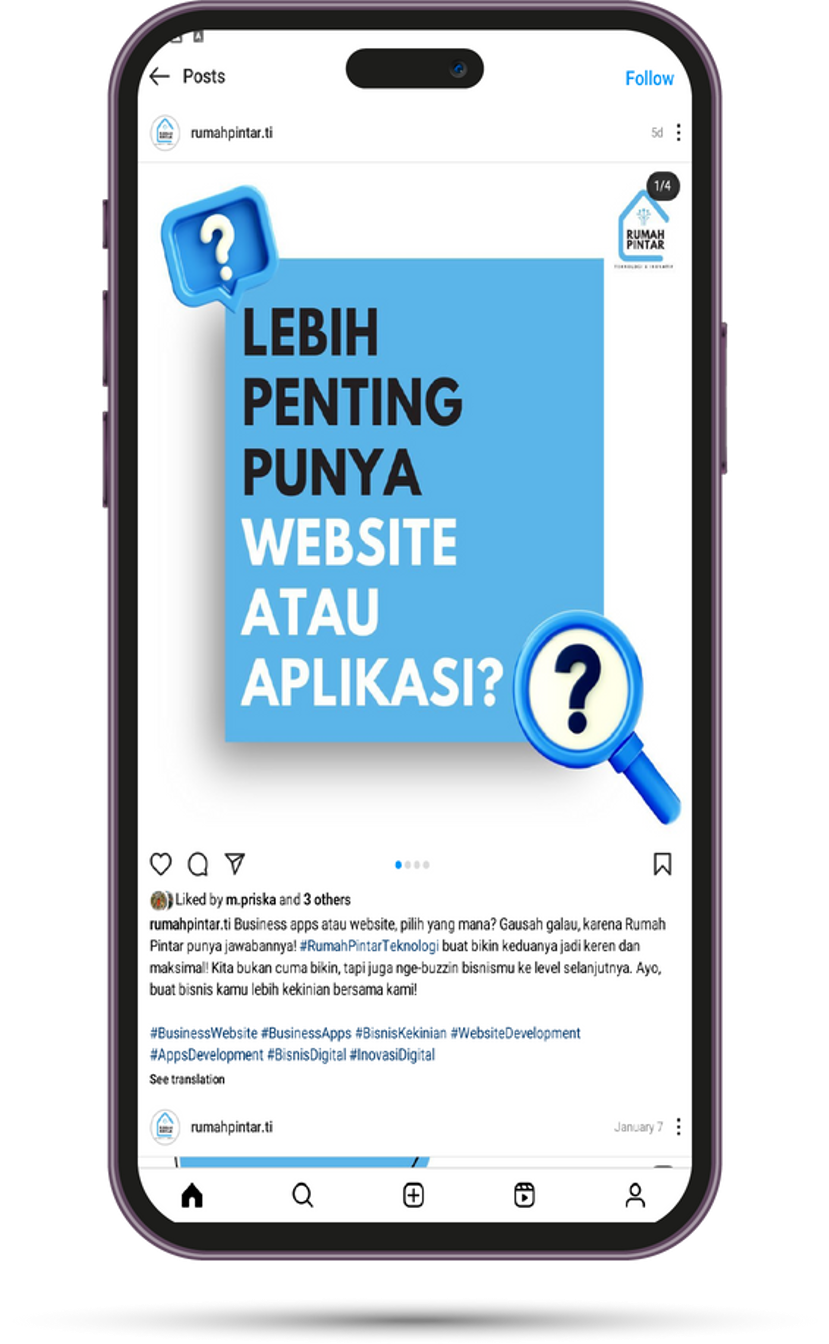 Posts
Follow
rumahpintar.ti
5d
1/4
RUMAH
PINTAR
LEBIH
PENTING
PUNYA
WEBSITE
ATAU
APLIKASI?
Liked by m.priska and 3 others
rumahpintar.ti Business apps atau website, pilih yang mana? Gausah galau, karena Rumah
Pintar punya jawabannya! #RumahPintarTeknologi buat bikin keduanya jadi keren dan
maksimal! Kita bukan cuma bikin, tapi juga nge-buzzin bisnismu ke level selanjutnya. Ayo,
buat bisnis kamu lebih kekinian bersama kami!
#BusinessWebsite #BusinessApps #BisnisKekinian #WebsiteDevelopment
#AppsDevelopment #BisnisDigital #InovasiDigital
See translation
rumahpintar.ti
January 7